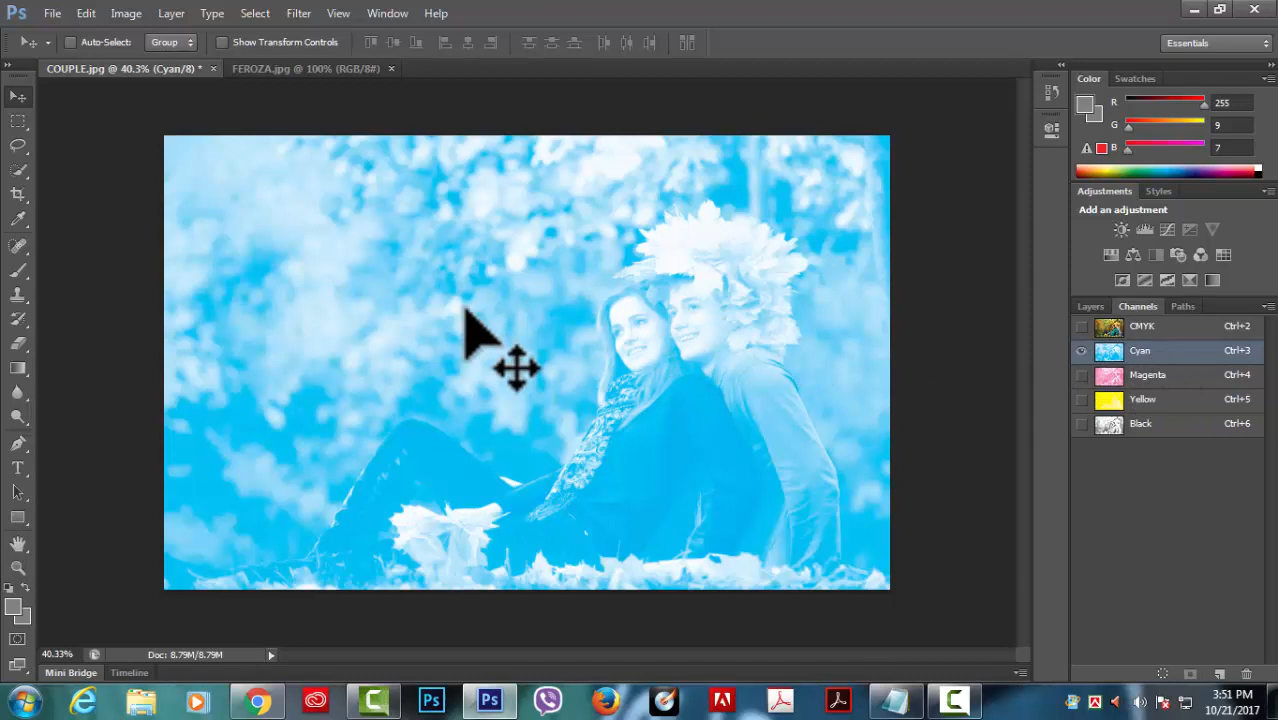 Ps File Edit Image Layer Type Select Filter View Window Help
Auto-Select: Group Show Transform Controls Essentials
COUPLE.jpg @ 40.3% (Cyan/8) * × FEROZA.jpg @ 100% (RGB/8#) ×
Color Swatches
R 255
G 9
B 7
Adjustments Styles
Add an adjustment
Layers Channels Paths
CMYK Ctrl+2
Cyan Ctrl+3
Magenta Ctrl+4
Yellow Ctrl+5
Black Ctrl+6
40.33% Doc: 8.79M/8.79M
Mini Bridge Timeline
Ps Ps
3:51 PM
10/21/2017